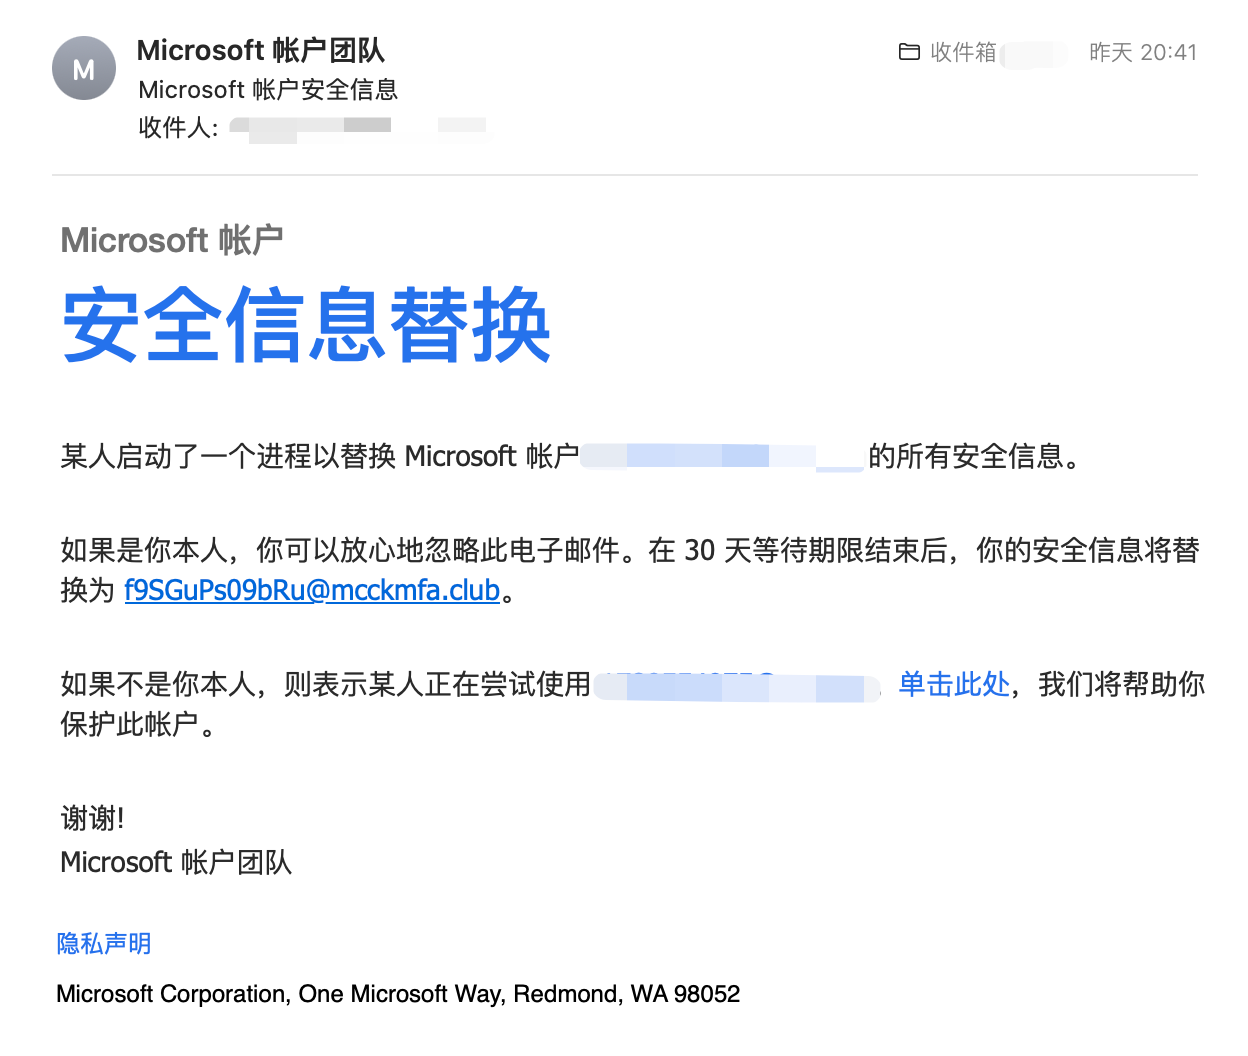 M
Microsoft 帐户团队
收件箱
昨天 20:41
Microsoft 帐户安全信息
收件人:
Microsoft 帐户
安全信息替换
某人启动了一个进程以替换 Microsoft 帐户 的所有安全信息。
如果是你本人，你可以放心地忽略此电子邮件。在 30 天等待期限结束后，你的安全信息将替
换为 f9SGuPs09bRu@mcckmfa.club。
如果不是你本人，则表示某人正在尝试使用 单击此处，我们将帮助你
保护此帐户。
谢谢!
Microsoft 帐户团队
隐私声明
Microsoft Corporation, One Microsoft Way, Redmond, WA 98052